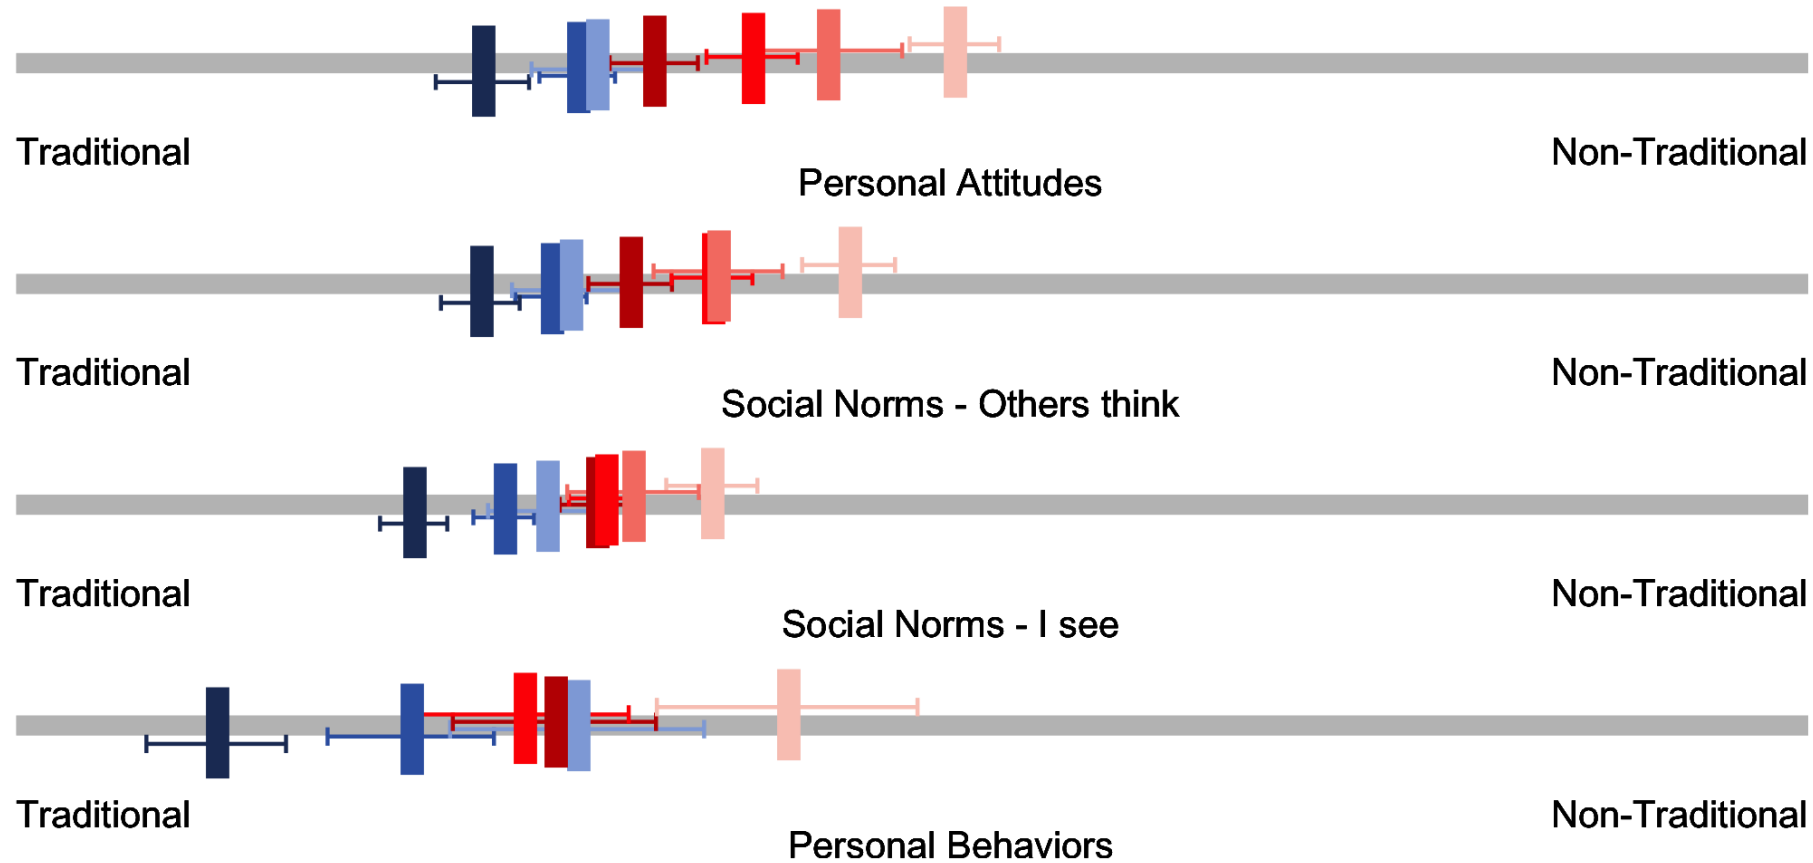 Traditional
Non-Traditional
Personal Attitudes
Traditional
Non-Traditional
Social Norms - Others think
Traditional
Non-Traditional
Social Norms - I see
Traditional
Non-Traditional
Personal Behaviors